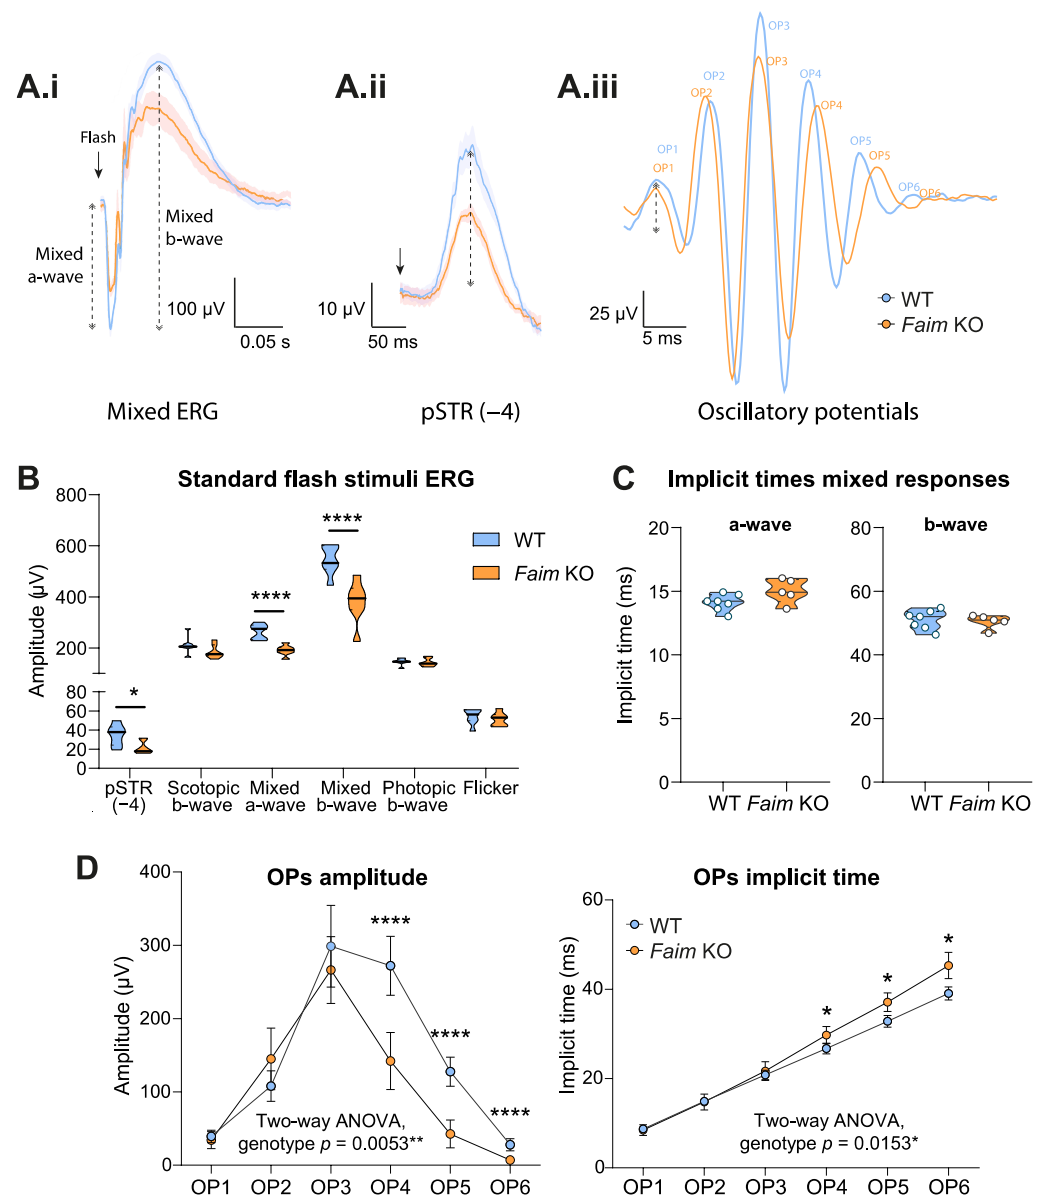 A.i
A.ii
A.iii
Flash
Mixed
a-wave
Mixed
b-wave
100 µV
0.05 s
10 µV
50 ms
OP1
OP1
OP2
OP2
OP3
OP3
OP4
OP4
OP5
OP5
OP6
OP6
25 µV
5 ms
WT
Faim KO
Mixed ERG
pSTR (−4)
Oscillatory potentials
B
Standard flash stimuli ERG
Amplitude (µV)
800
600
400
200
80
60
40
20
0
*
****
****
WT
Faim KO
pSTR
(−4)
Scotopic
b-wave
Mixed
a-wave
Mixed
b-wave
Photopic
b-wave
Flicker
C
Implicit times mixed responses
a-wave
Implicit time (ms)
20
15
10
5
0
WT Faim KO
b-wave
80
60
40
20
0
WT Faim KO
D
OPs amplitude
Amplitude (µV)
400
300
200
100
0
****
****
****
Two-way ANOVA,
genotype p = 0.0053**
OP1 OP2 OP3 OP4 OP5 OP6
OPs implicit time
Implicit time (ms)
60
40
20
0
WT
Faim KO
*
*
*
Two-way ANOVA,
genotype p = 0.0153*
OP1 OP2 OP3 OP4 OP5 OP6